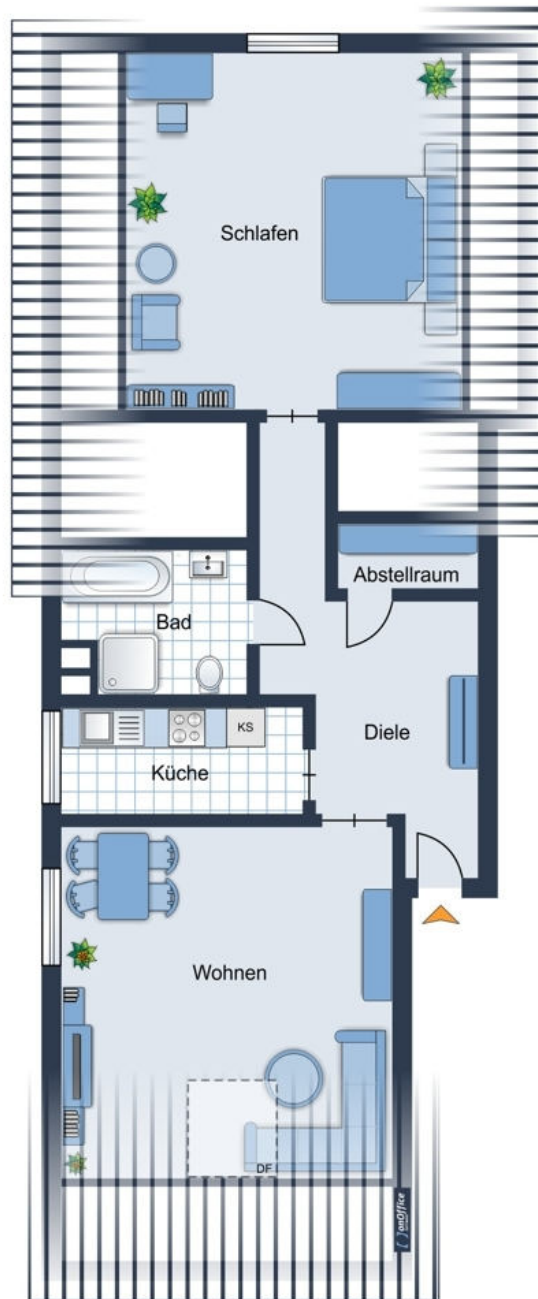 Schlafen
Abstellraum
Bad
KS
Diele
Küche
Wohnen
DF
onOffice